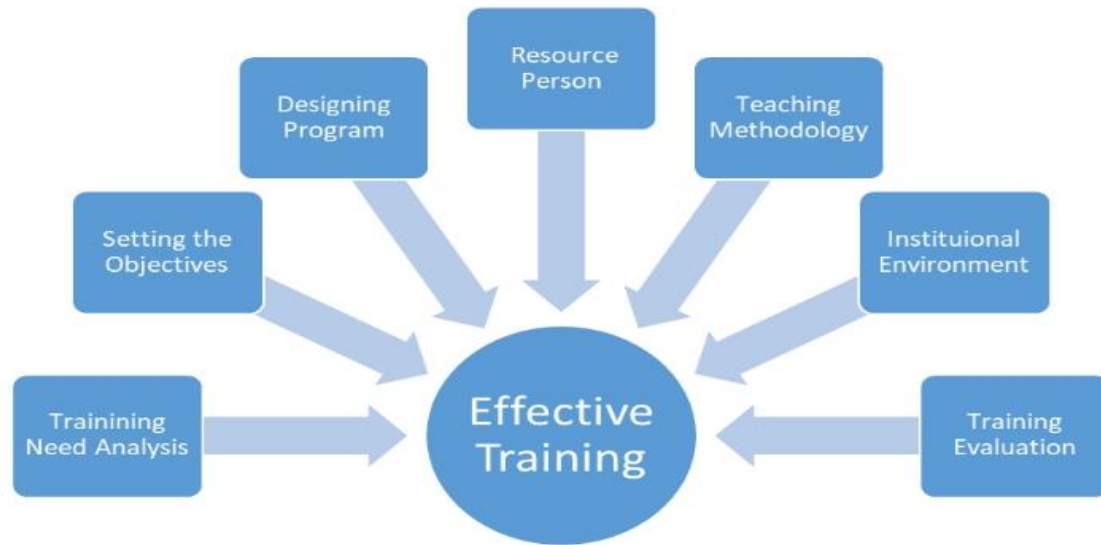 Resource
Person
Designing
Program
Teaching
Methodology
Setting the
Objectives
Instituional
Environment
Trainining
Need Analysis
Effective
Training
Training
Evaluation